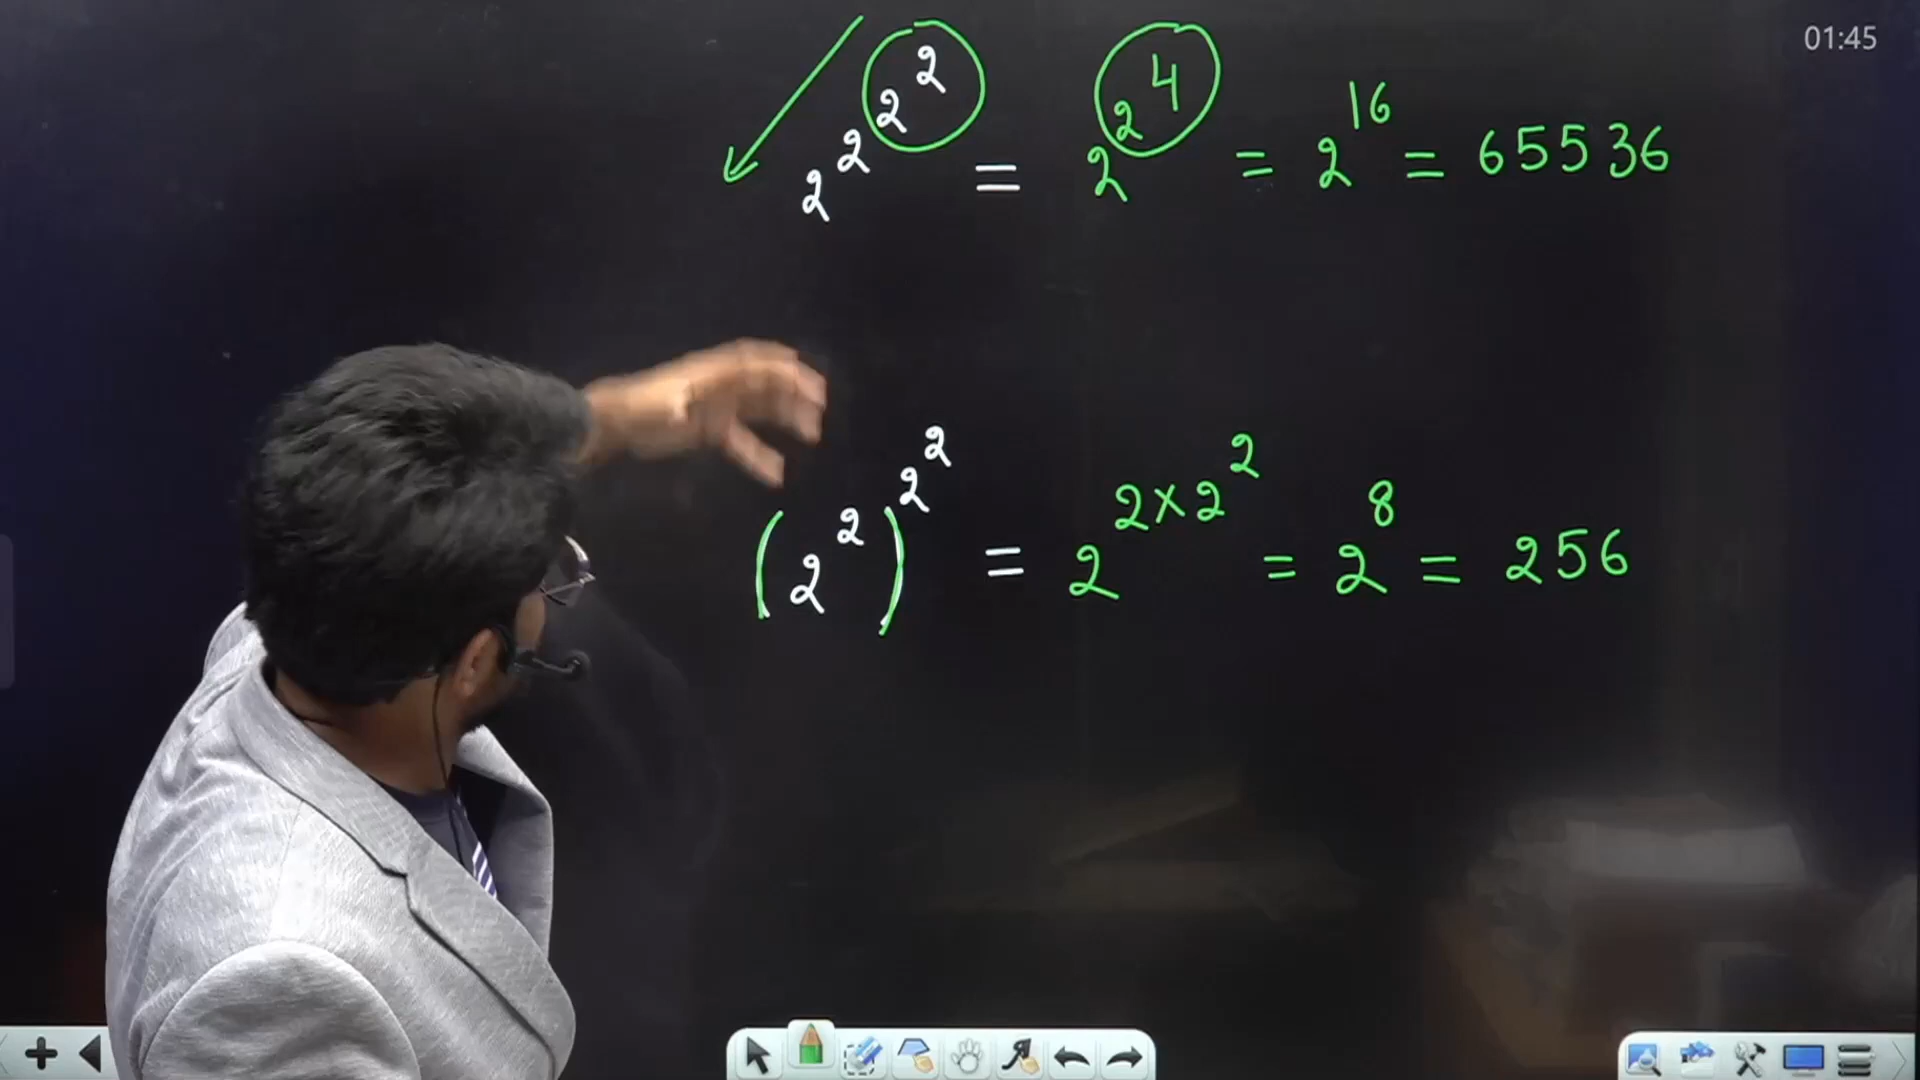 01:45
2^2^2^2 = 2^2^4 = 2^16 = 65536
(2^2)^2^2 = 2^2×2^2 = 2^8 = 256